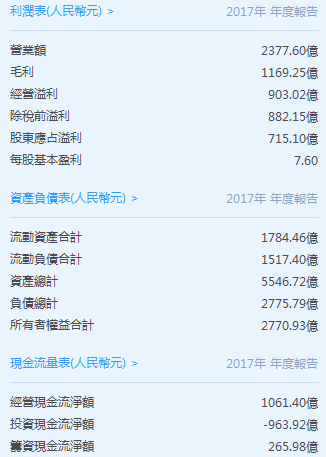 利潤表(人民幣元) > 2017年 年度報告
營業額 2377.60億
毛利 1169.25億
經營溢利 903.02億
除稅前溢利 882.15億
股東應占溢利 715.10億
每股基本盈利 7.60
資產負債表(人民幣元) > 2017年 年度報告
流動資產合計 1784.46億
流動負債合計 1517.40億
資產總計 5546.72億
負債總計 2775.79億
所有者權益合計 2770.93億
現金流量表(人民幣元) > 2017年 年度報告
經營現金流淨額 1061.40億
投資現金流淨額 -963.92億
籌資現金流淨額 265.98億